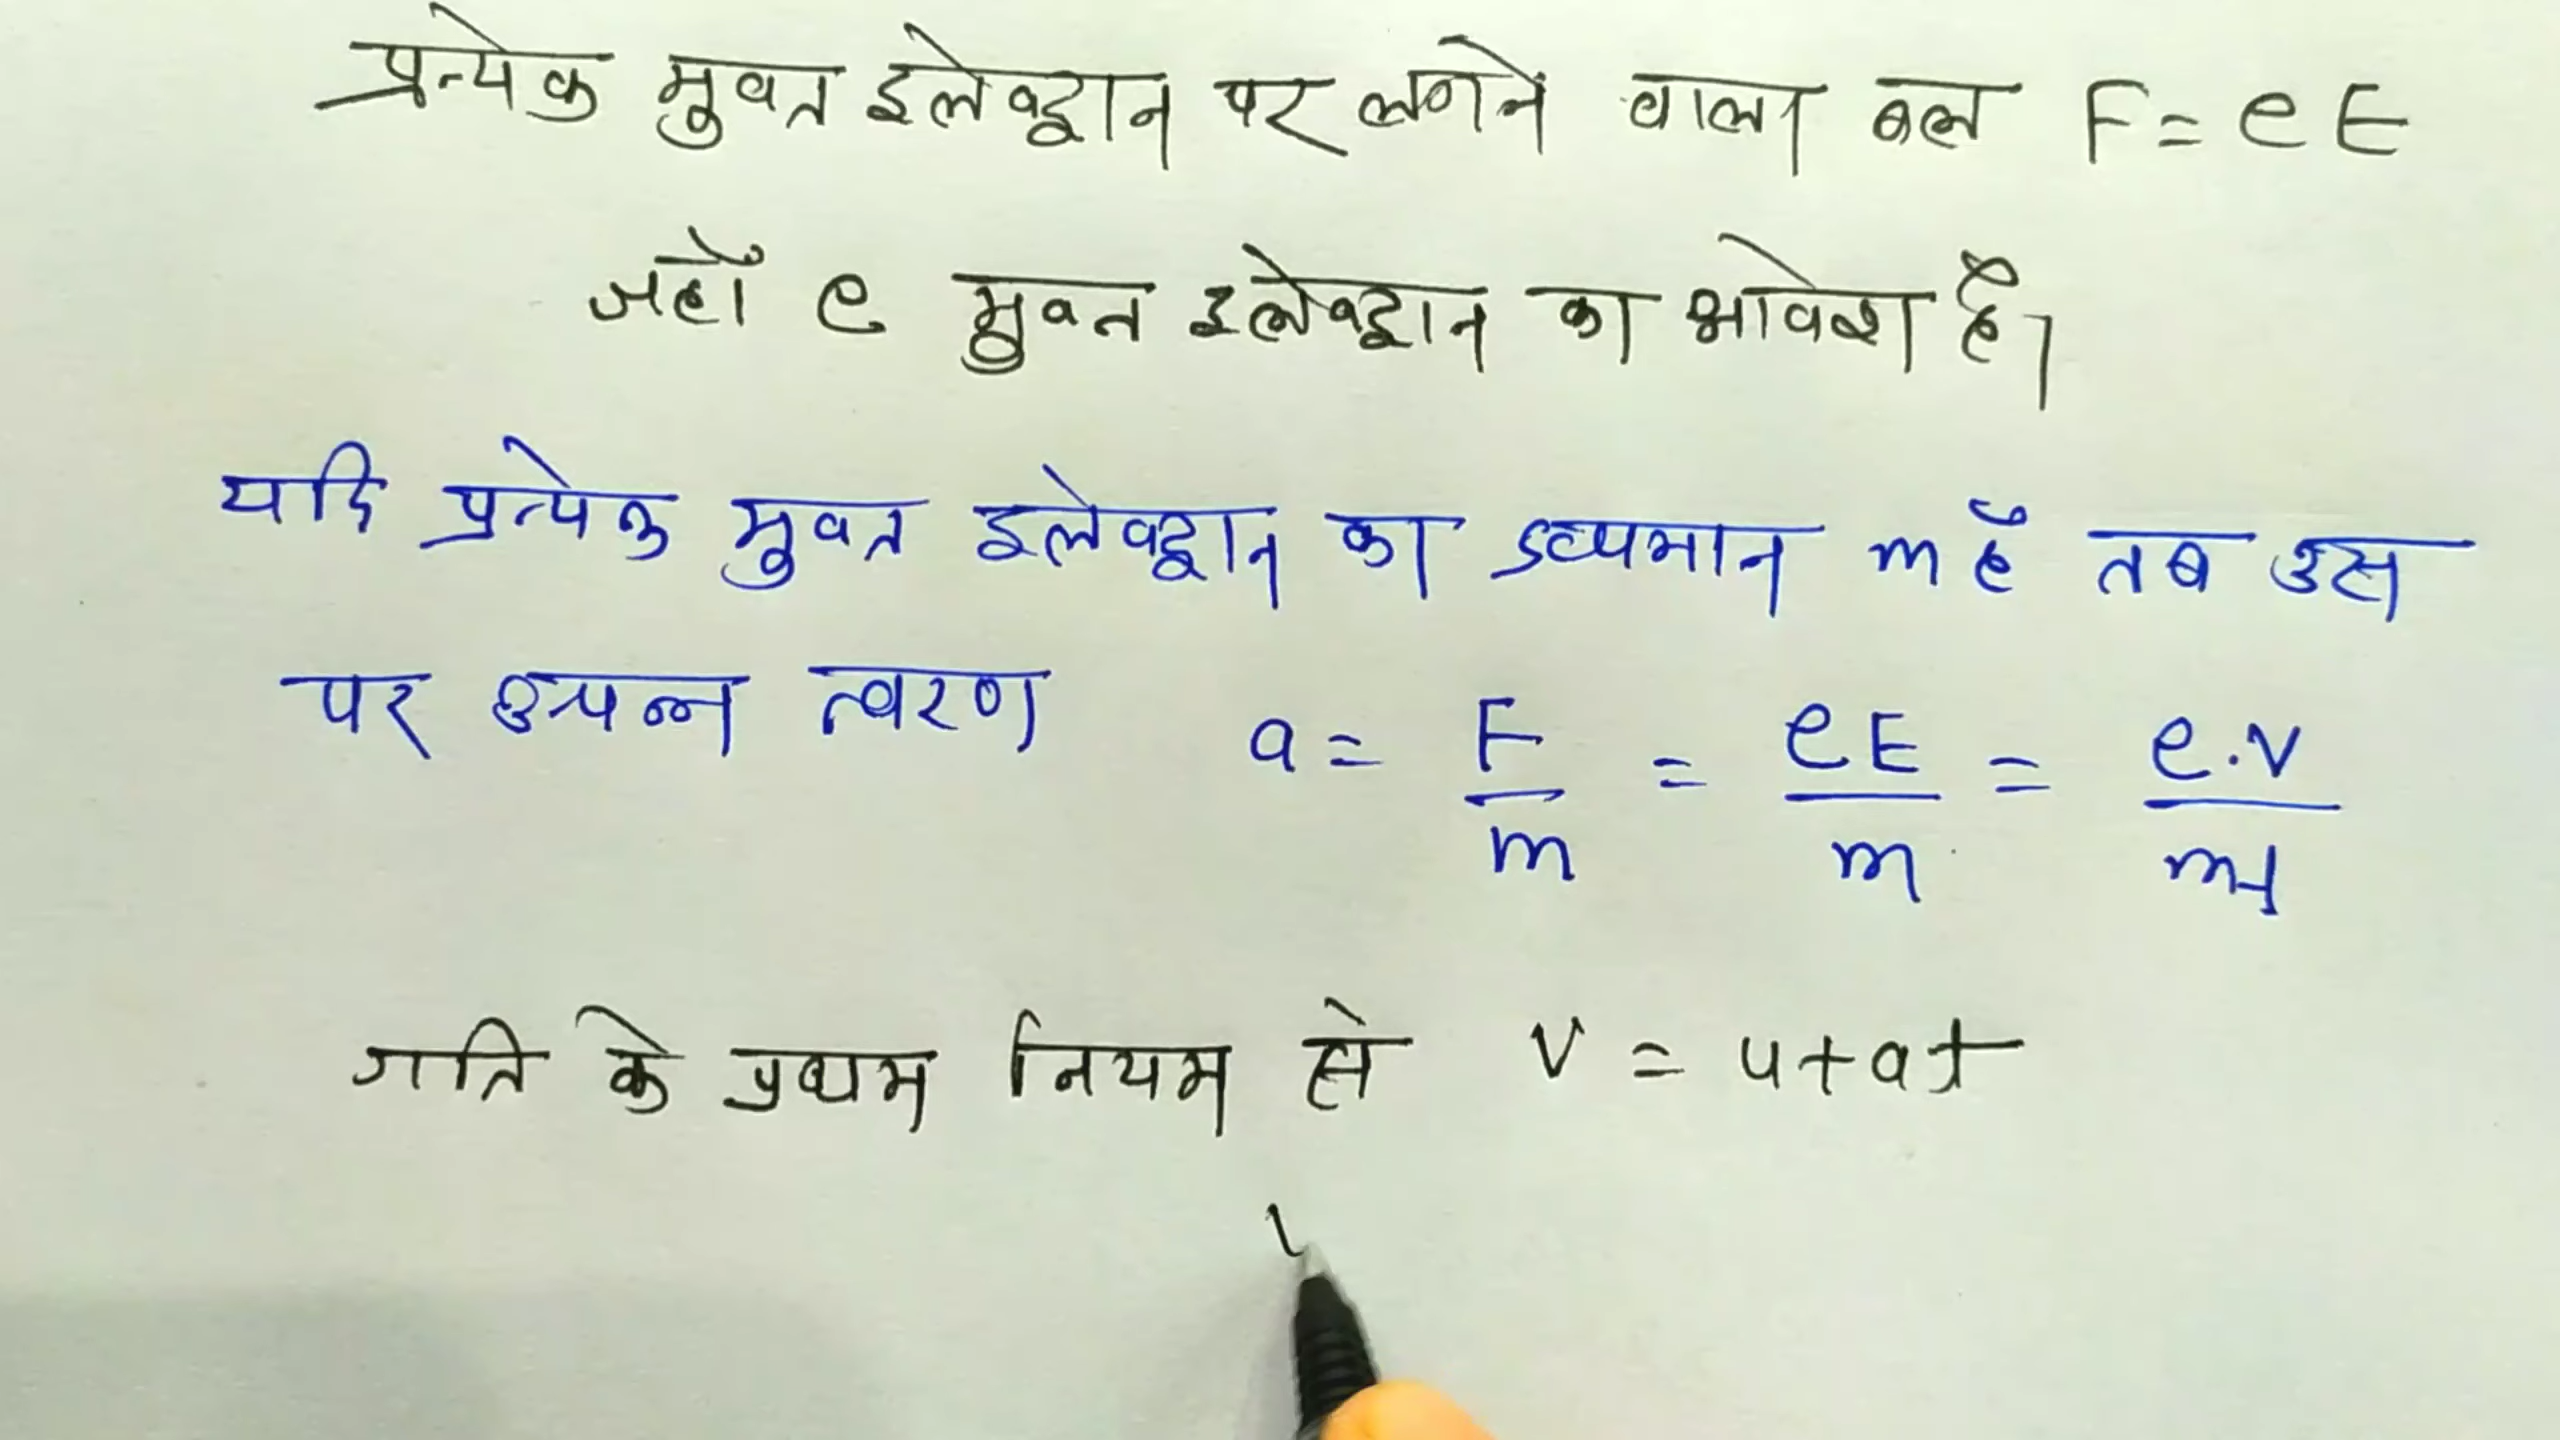 प्रत्येक मुक्त इलेक्ट्रान पर लगने वाला बल F = eE
जहाँ e मुक्त इलेक्ट्रान का आवेश है।
यदि प्रत्येक मुक्त इलेक्ट्रान का द्रव्यमान m है तब उस
पर उत्पन्न त्वरण a = F/m = eE/m = e.V/ml
गति के प्रथम नियम से V = u+at